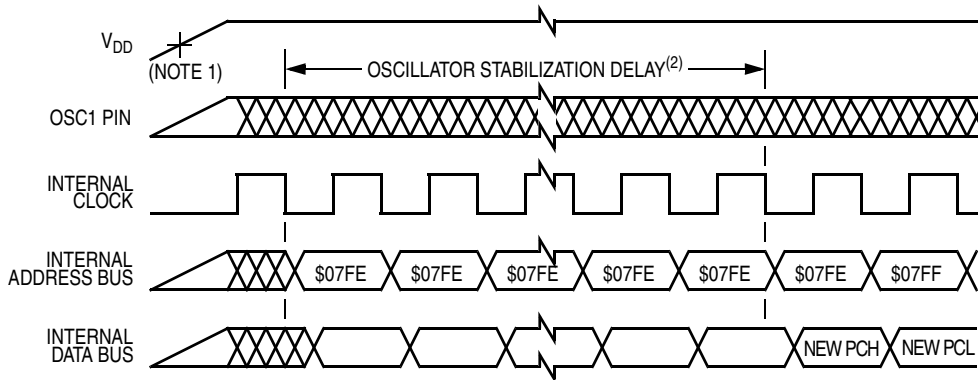 VDD
(NOTE 1)
OSCILLATOR STABILIZATION DELAY(2)
OSC1 PIN
INTERNAL
CLOCK
INTERNAL
ADDRESS BUS
$07FE $07FE $07FE $07FE $07FE $07FE $07FF
INTERNAL
DATA BUS
NEW PCH NEW PCL